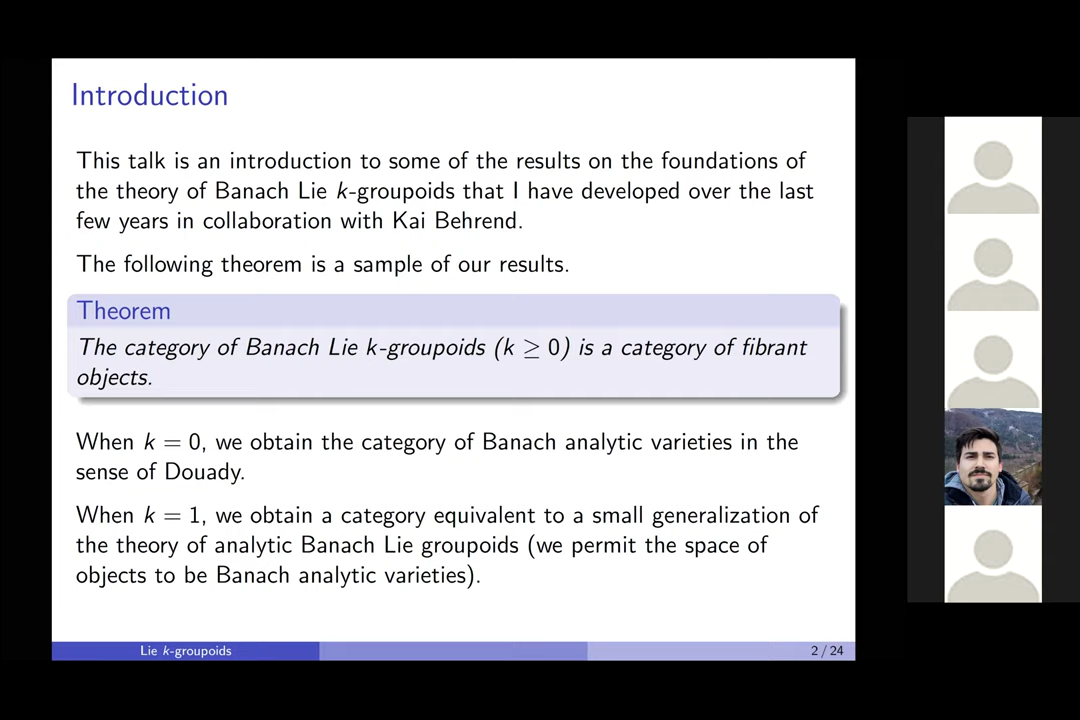 Introduction
This talk is an introduction to some of the results on the foundations of
the theory of Banach Lie k-groupoids that I have developed over the last
few years in collaboration with Kai Behrend.
The following theorem is a sample of our results.
Theorem
The category of Banach Lie k-groupoids (k ≥ 0) is a category of fibrant
objects.
When k = 0, we obtain the category of Banach analytic varieties in the
sense of Douady.
When k = 1, we obtain a category equivalent to a small generalization of
the theory of analytic Banach Lie groupoids (we permit the space of
objects to be Banach analytic varieties).
Lie k-groupoids
2 / 24